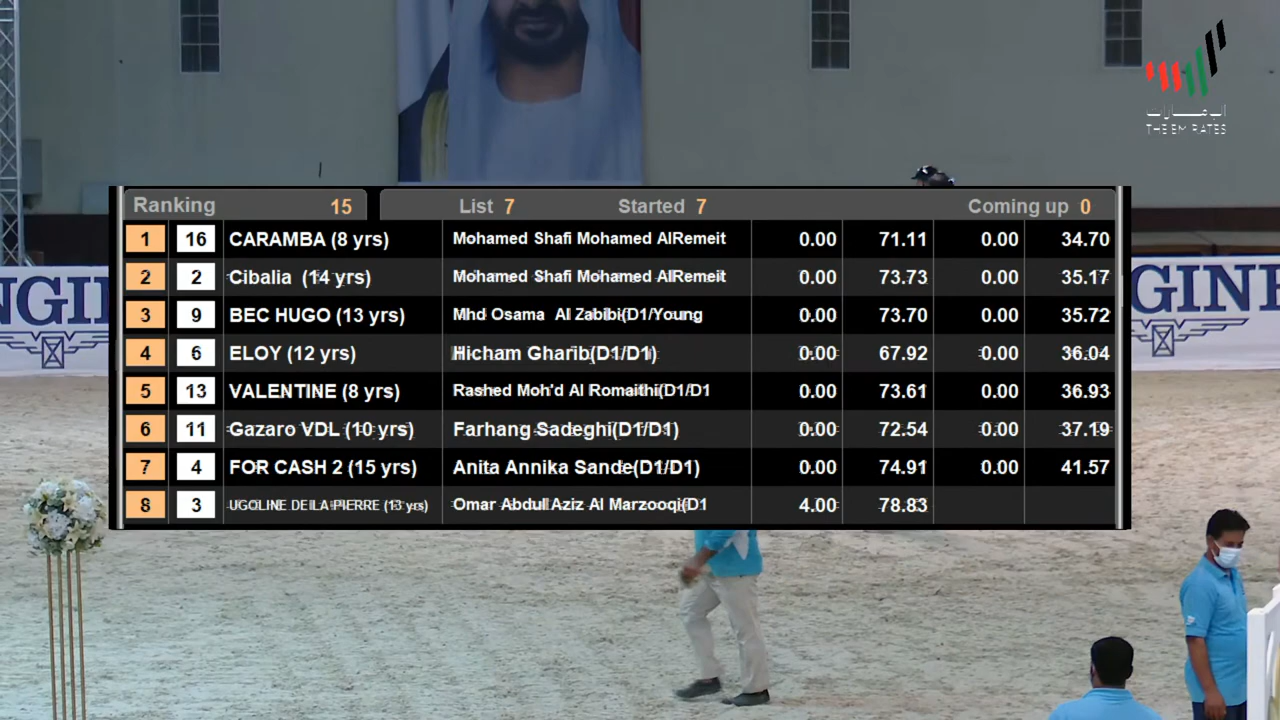 الإمارات
THE EMIRATES
Ranking 15 List 7 Started 7 Coming up 0
1 16 CARAMBA (8 yrs) Mohamed Shafi Mohamed AlRemeit 0.00 71.11 0.00 34.70
2 2 Cibalia (14 yrs) Mohamed Shafi Mohamed AlRemeit 0.00 73.73 0.00 35.17
3 9 BEC HUGO (13 yrs) Mhd Osama Al Zabibi(D1/Young 0.00 73.70 0.00 35.72
4 6 ELOY (12 yrs) Hicham Gharib(D1/D1) 0.00 67.92 0.00 36.04
5 13 VALENTINE (8 yrs) Rashed Moh'd Al Romaithi(D1/D1 0.00 73.61 0.00 36.93
6 11 Gazaro VDL (10 yrs) Farhang Sadeghi(D1/D1) 0.00 72.54 0.00 37.19
7 4 FOR CASH 2 (15 yrs) Anita Annika Sande(D1/D1) 0.00 74.91 0.00 41.57
8 3 UGOLINE DE LA PIERRE (13 yrs) Omar Abdul Aziz Al Marzooqi(D1 4.00 78.83
NGIN
GINE